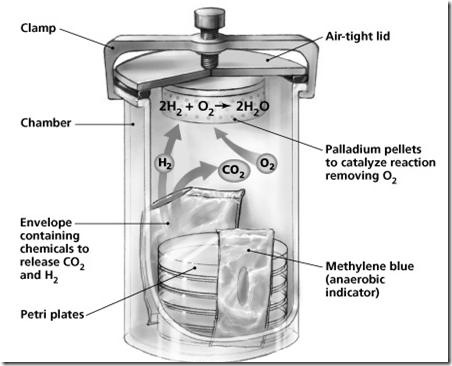 Clamp
Air-tight lid
2H₂ + O₂→ 2H₂O
Chamber
Palladium pellets
to catalyze reaction
removing O₂
H₂
CO₂
O₂
Envelope
containing
chemicals to
release CO₂
and H₂
Methylene blue
(anaerobic
indicator)
Petri plates